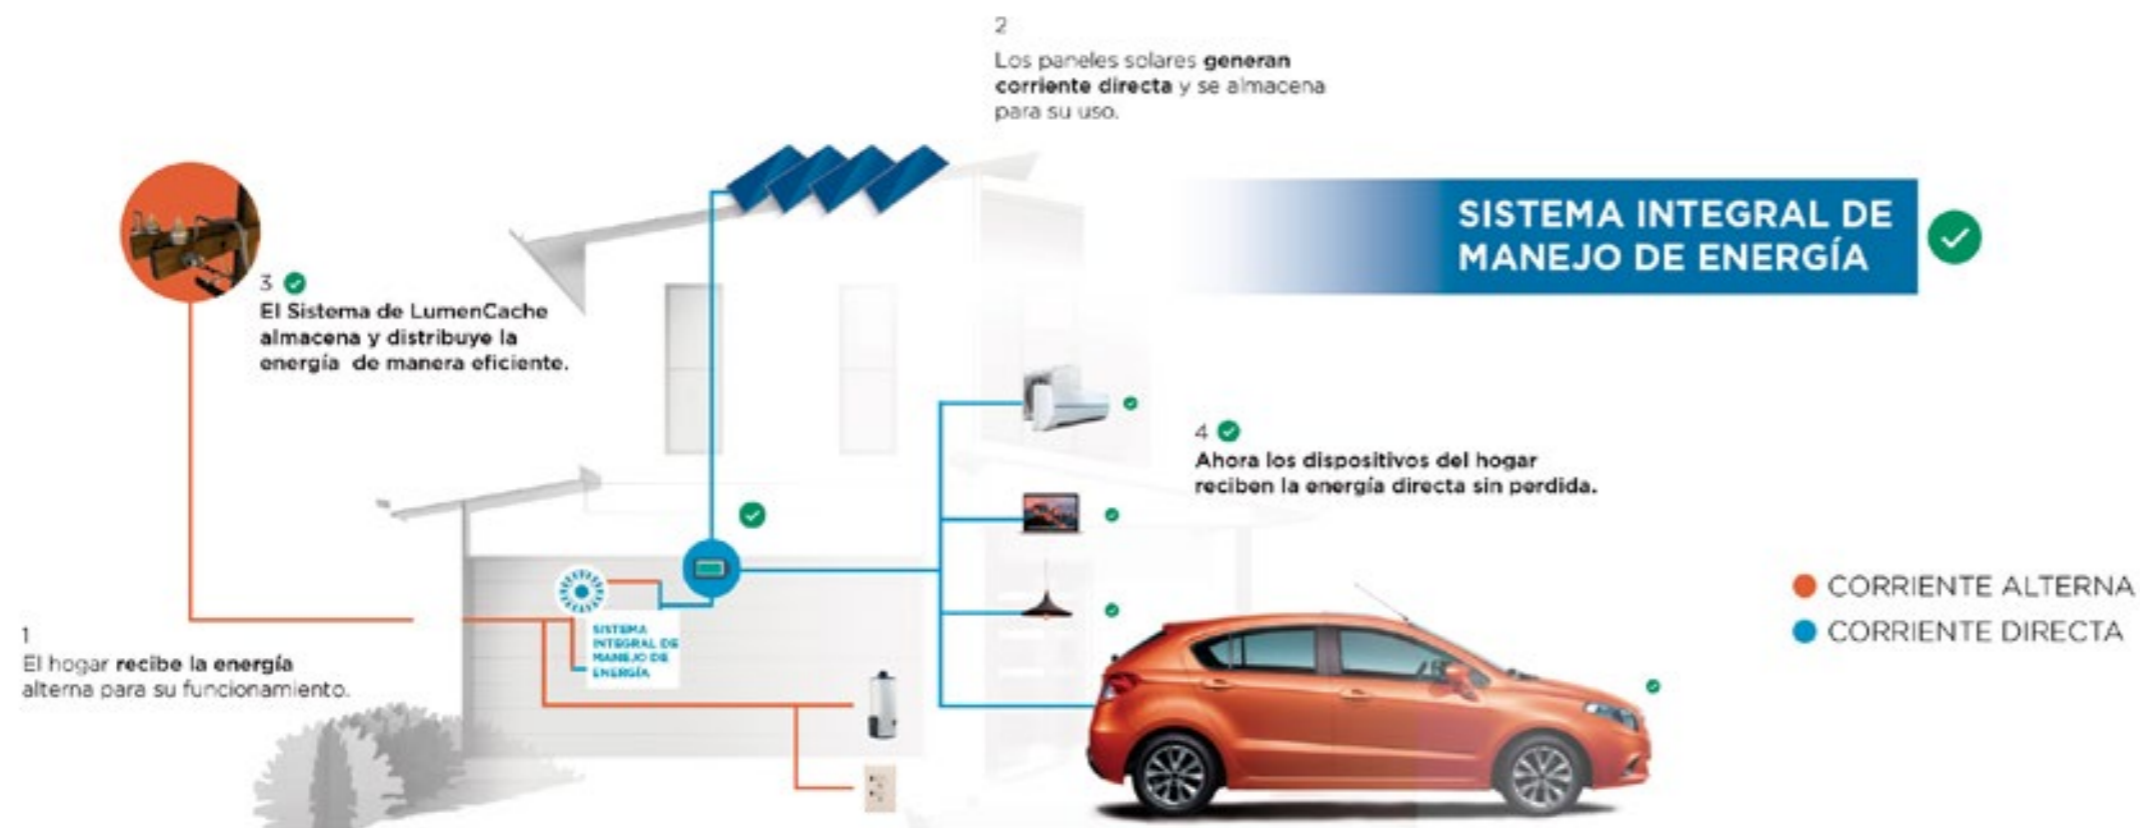 2
Los paneles solares generan
corriente directa y se almacena
para su uso.
SISTEMA INTEGRAL DE
MANEJO DE ENERGÍA
3
El Sistema de LumenCache
almacena y distribuye la
energía de manera eficiente.
4
Ahora los dispositivos del hogar
reciben la energía directa sin perdida.
CORRIENTE ALTERNA
CORRIENTE DIRECTA
SISTEMA
INTEGRAL DE
MANEJO DE
ENERGÍA
1
El hogar recibe la energía
alterna para su funcionamiento.